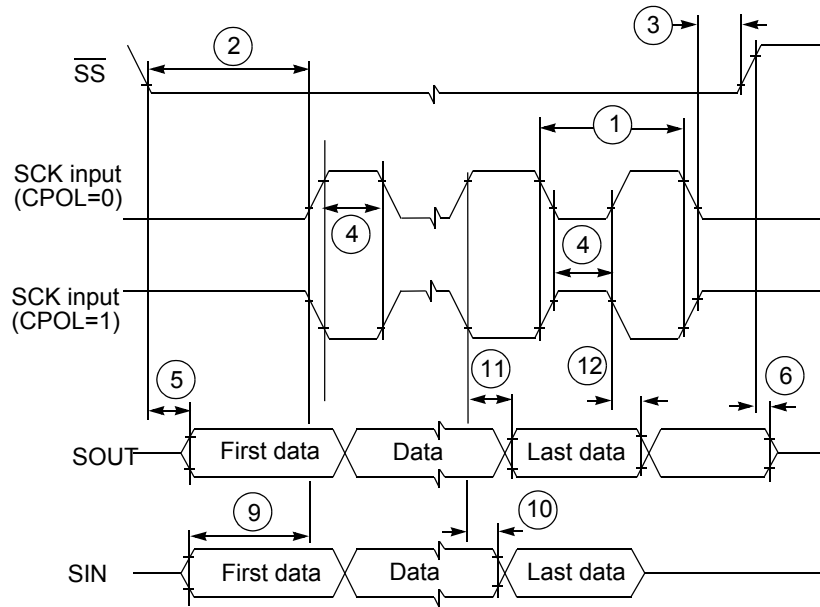 3
2
SS
1
SCK input
(CPOL=0)
4
4
SCK input
(CPOL=1)
5
11
12
6
SOUT
First data
Data
Last data
9
10
SIN
First data
Data
Last data